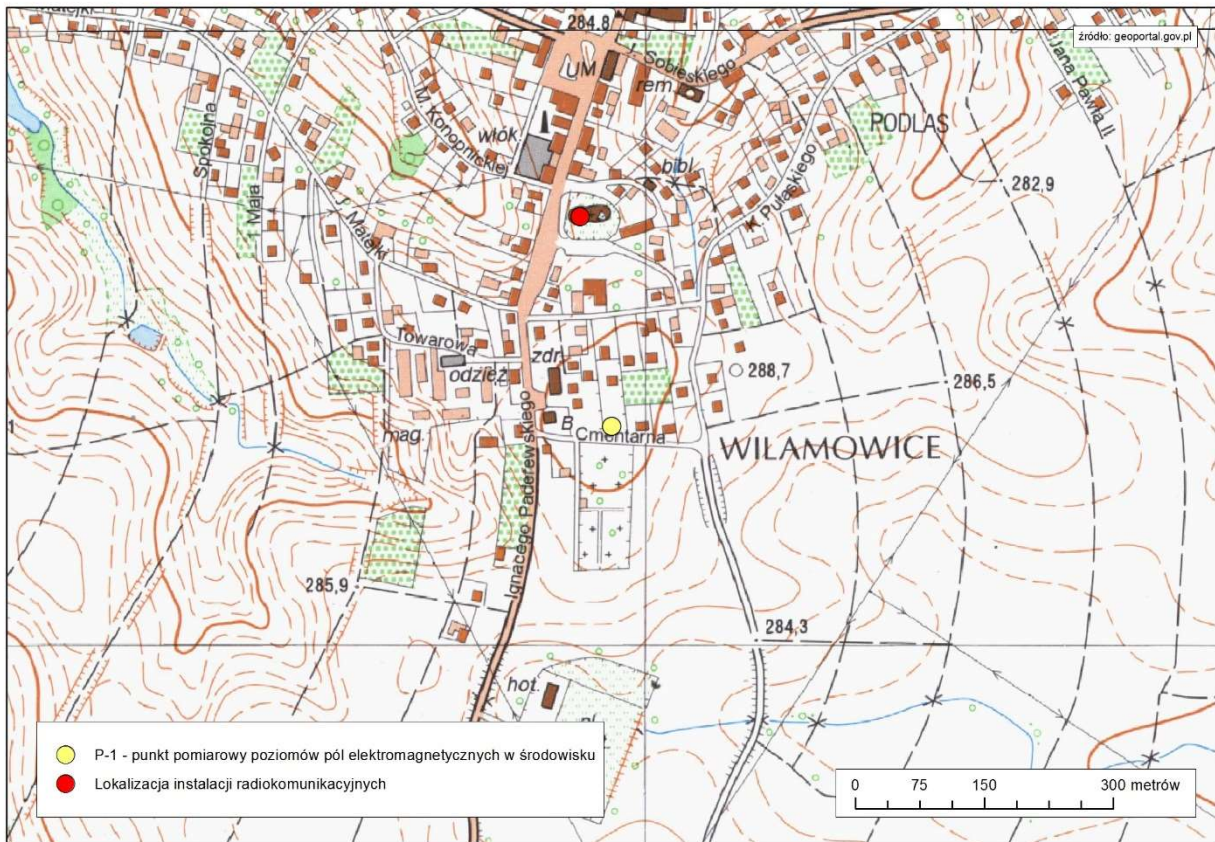 284,8
źródło: geoportal.gov.pl
J. Sobieskiego
UM
rem.
Jana Pawła II
M. Konopnickiej
włók.
PODLAS
Spokojna
Mała
bibl.
K. Pułaskiego
282,9
J. Matejki
Towarowa
zdr.
odzież.
288,7
286,5
B
Cmentarna
mag.
WILAMOWICE
Ignacego Paderewskiego
285,9
284,3
hot.
P-1 - punkt pomiarowy poziomów pól elektromagnetycznych w środowisku
Lokalizacja instalacji radiokomunikacyjnych
0 75 150 300 metrów